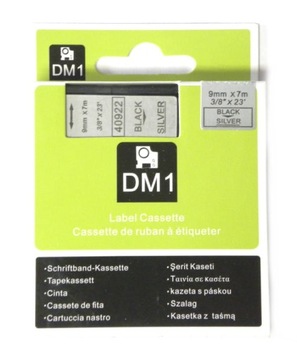 DM1
9mm x 7m
3/8" x 23'
40922
BLACK
SILVER
9mm x 7m
3/8" x 23'
BLACK
SILVER
DM1
Label Cassette
Cassette de ruban à étiqueter
•Schriftband-Kassette
•Tapekassett
•Cinta
•Cassete de fita
•Cartuccia nastro
•Şerit Kaseti
•Ταινία σε κασέτα
•kazeta s páskou
•Szalag
•Kasetka z taśmą